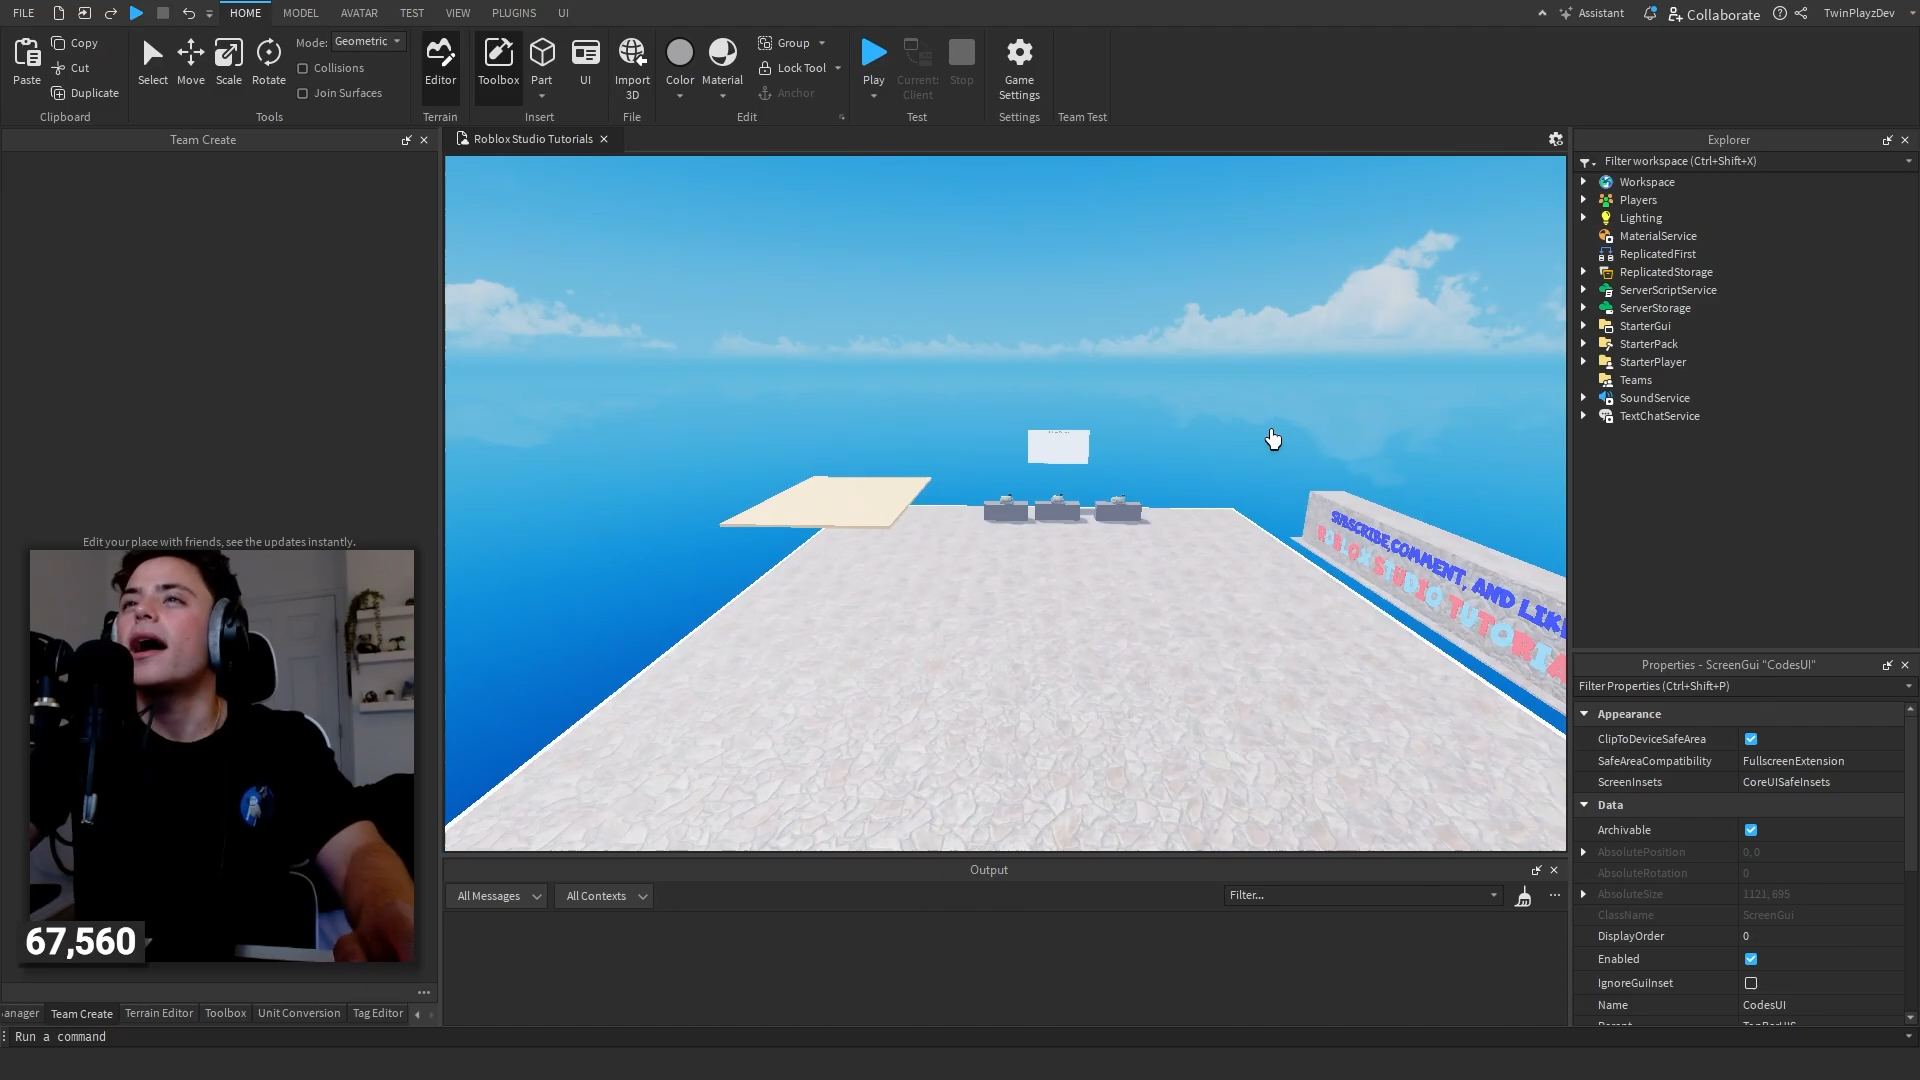 FILE
HOME
MODEL
AVATAR
TEST
VIEW
PLUGINS
UI
Assistant
Collaborate
TwinPlayzDev
Paste
Copy
Cut
Duplicate
Clipboard
Select
Move
Scale
Rotate
Mode: Geometric
Collisions
Join Surfaces
Tools
Editor
Terrain
Toolbox
Part
UI
Insert
Import
3D
File
Color
Material
Group
Lock Tool
Anchor
Edit
Play
Current:
Client
Stop
Test
Game
Settings
Settings
Team Test
Team Create
Edit your place with friends, see the updates instantly.
67,560
anager
Team Create
Terrain Editor
Toolbox
Unit Conversion
Tag Editor
Run a command
Roblox Studio Tutorials
SUBSCRIBE,COMMENT, AND LIK
ROBLOX STUDIO TUTORIA
Output
All Messages
All Contexts
Filter...
Explorer
Filter workspace (Ctrl+Shift+X)
Workspace
Players
Lighting
MaterialService
ReplicatedFirst
ReplicatedStorage
ServerScriptService
ServerStorage
StarterGui
StarterPack
StarterPlayer
Teams
SoundService
TextChatService
Properties - ScreenGui "CodesUI"
Filter Properties (Ctrl+Shift+P)
Appearance
ClipToDeviceSafeArea
SafeAreaCompatibility FullscreenExtension
ScreenInsets CoreUISafeInsets
Data
Archivable
AbsolutePosition 0, 0
AbsoluteRotation 0
AbsoluteSize 1121, 695
ClassName ScreenGui
DisplayOrder 0
Enabled
IgnoreGuiInset
Name CodesUI